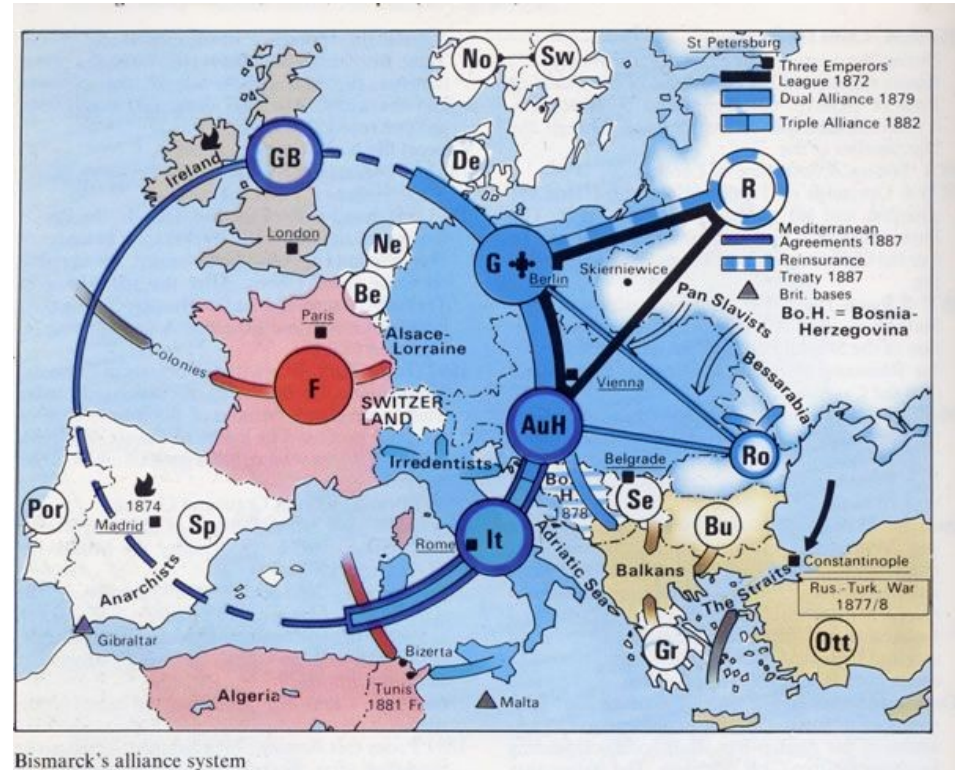 St Petersburg
Three Emperors'
League 1872
Dual Alliance 1879
Triple Alliance 1882
Mediterranean
Agreements 1887
Reinsurance
Treaty 1887
Brit. bases
Bo.H. = Bosnia-
Herzegovina
No
Sw
De
R
GB
Ireland
London
Ne
Be
G
Berlin
Skierniewice
Pan Slavists
Bessarabia
Paris
Alsace-
Lorraine
Colonies
F
SWITZER
LAND
Vienna
AuH
Irredentists
Ro
Belgrade
Bo.
H.
1878
Se
Bu
Por
1874
Madrid
Sp
Anarchists
Rome
It
Adriatic Sea
Balkans
The Straits
Constantinople
Rus.-Turk. War
1877/8
Ott
Gr
Gibraltar
Algeria
Bizerta
Tunis
1881 Fr.
Malta
Bismarck's alliance system